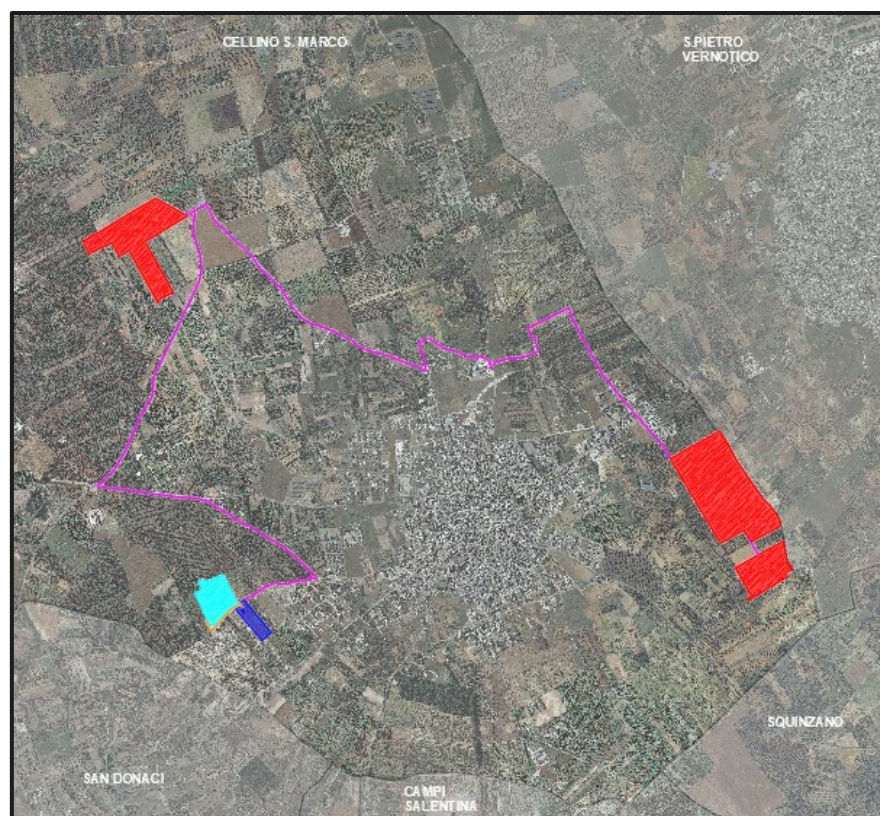 CELLINO S. MARCO
S.PIETRO
VERNOTICO
SQUINZANO
SAN DONACI
CAMPI
SALENTINA